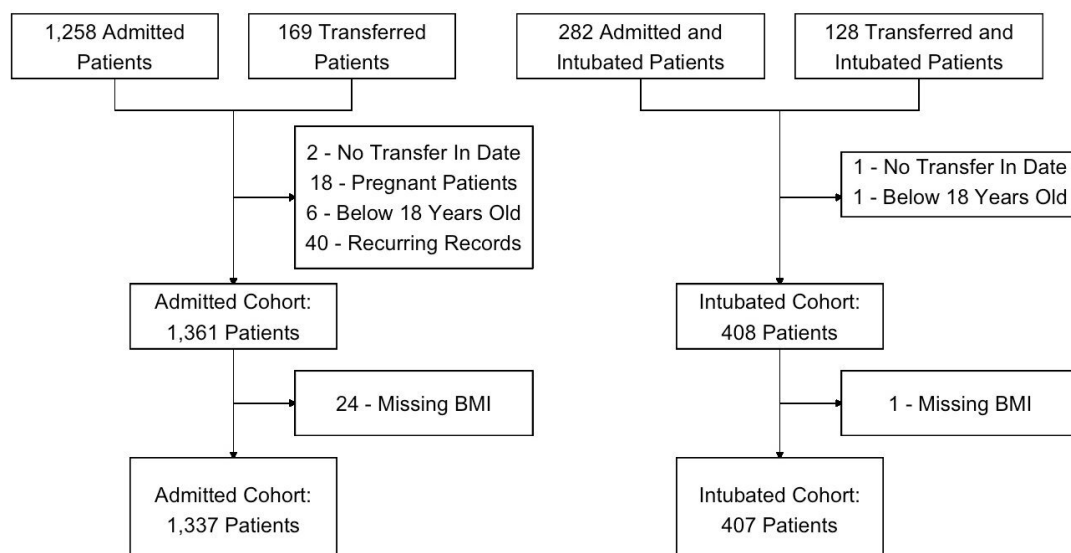 1,258 Admitted
Patients
169 Transferred
Patients
282 Admitted and
Intubated Patients
128 Transferred and
Intubated Patients
2 - No Transfer In Date
18 - Pregnant Patients
6 - Below 18 Years Old
40 - Recurring Records
1 - No Transfer In Date
1 - Below 18 Years Old
Admitted Cohort:
1,361 Patients
Intubated Cohort:
408 Patients
24 - Missing BMI
1 - Missing BMI
Admitted Cohort:
1,337 Patients
Intubated Cohort:
407 Patients